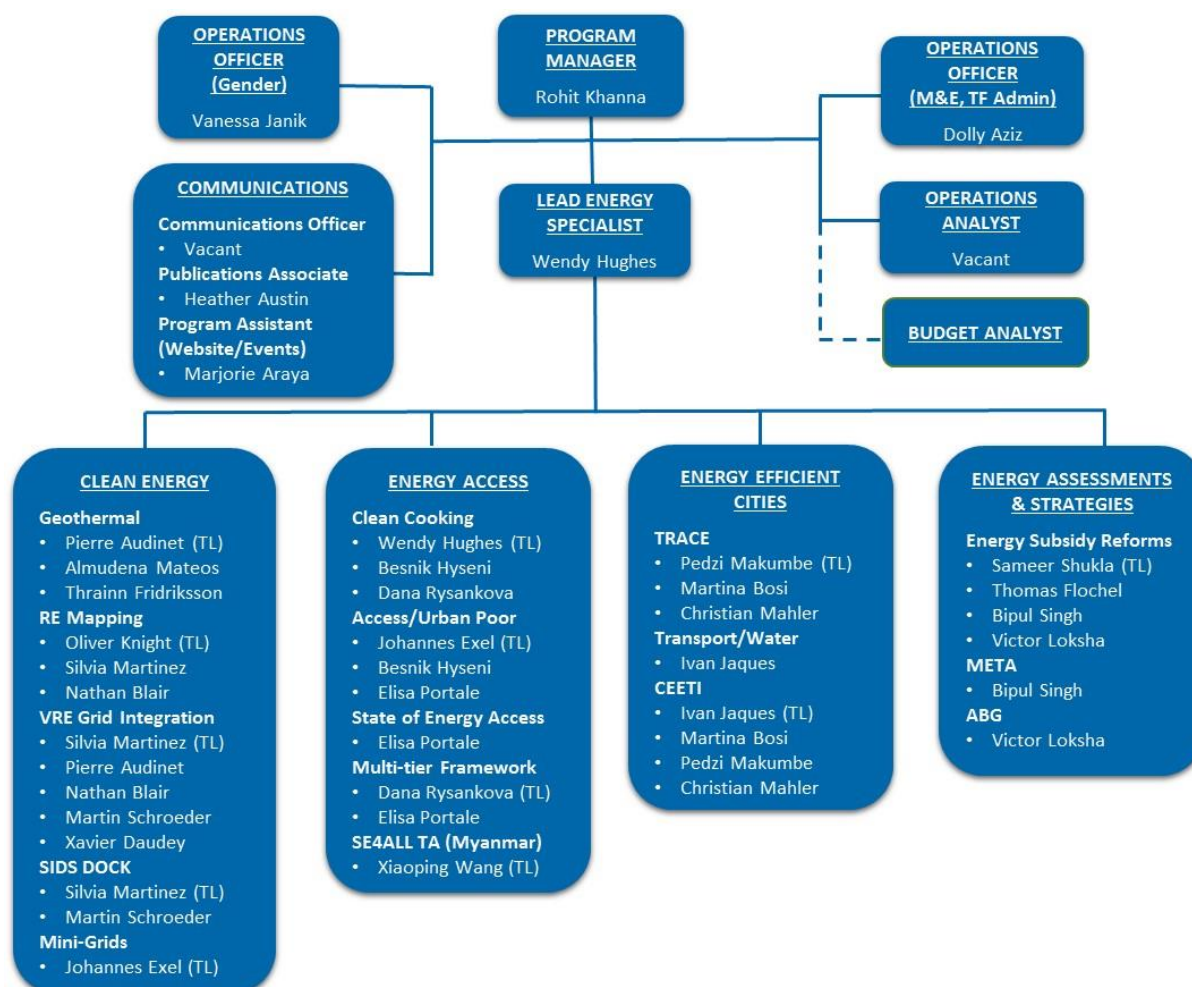 OPERATIONS
OFFICER
(Gender)
Vanessa Janik
PROGRAM
MANAGER
Rohit Khanna
OPERATIONS
OFFICER
(M&E, TF Admin)
Dolly Aziz
COMMUNICATIONS
Communications Officer
• Vacant
Publications Associate
• Heather Austin
Program Assistant
(Website/Events)
• Marjorie Araya
LEAD ENERGY
SPECIALIST
Wendy Hughes
OPERATIONS
ANALYST
Vacant
BUDGET ANALYST
CLEAN ENERGY
Geothermal
• Pierre Audinet (TL)
• Almudena Mateos
• Thrainn Fridriksson
RE Mapping
• Oliver Knight (TL)
• Silvia Martinez
• Nathan Blair
VRE Grid Integration
• Silvia Martinez (TL)
• Pierre Audinet
• Nathan Blair
• Martin Schroeder
• Xavier Daudey
SIDS DOCK
• Silvia Martinez (TL)
• Martin Schroeder
Mini-Grids
• Johannes Exel (TL)
ENERGY ACCESS
Clean Cooking
• Wendy Hughes (TL)
• Besnik Hyseni
• Dana Rysankova
Access/Urban Poor
• Johannes Exel (TL)
• Besnik Hyseni
• Elisa Portale
State of Energy Access
• Elisa Portale
Multi-tier Framework
• Dana Rysankova (TL)
• Elisa Portale
SE4ALL TA (Myanmar)
• Xiaoping Wang (TL)
ENERGY EFFICIENT
CITIES
TRACE
• Pedzi Makumbe (TL)
• Martina Bosi
• Christian Mahler
Transport/Water
• Ivan Jaques
CEETI
• Ivan Jaques (TL)
• Martina Bosi
• Pedzi Makumbe
• Christian Mahler
ENERGY ASSESSMENTS
& STRATEGIES
Energy Subsidy Reforms
• Sameer Shukla (TL)
• Thomas Flochel
• Bipul Singh
• Victor Loksha
META
• Bipul Singh
ABG
• Victor Loksha